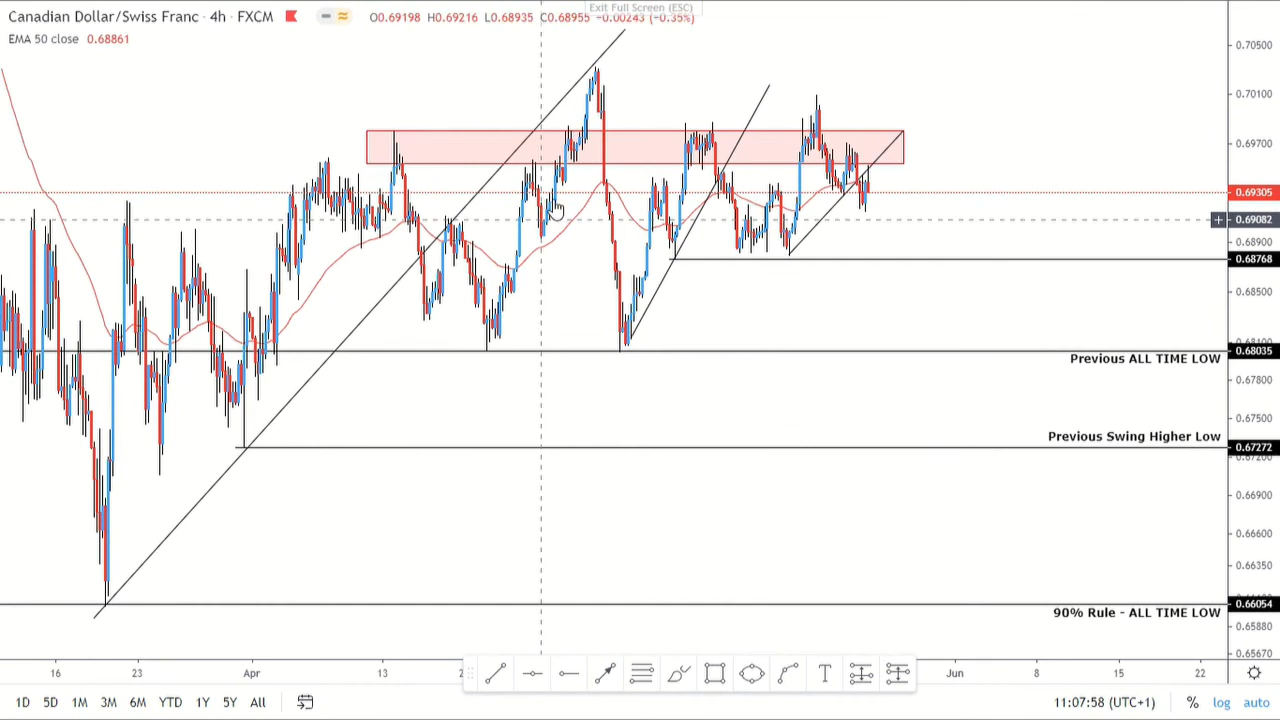 Exit Full Screen (ESC)
Canadian Dollar/Swiss Franc · 4h · FXCM O0.69198 H0.69216 L0.68935 C0.68955 −0.00243 (−0.35%)
EMA 50 close 0.68861
0.70500
0.70100
0.69700
0.69305
0.69082
0.68900
0.68768
0.68500
0.68035
Previous ALL TIME LOW
0.67800
0.67500
Previous Swing Higher Low
0.67272
0.66900
0.66600
0.66350
0.66054
90% Rule - ALL TIME LOW
0.65880
0.65670
16 23 Apr 13 Jun 8 15 22
T
1D 5D 1M 3M 6M YTD 1Y 5Y All 11:07:58 (UTC+1) % log auto